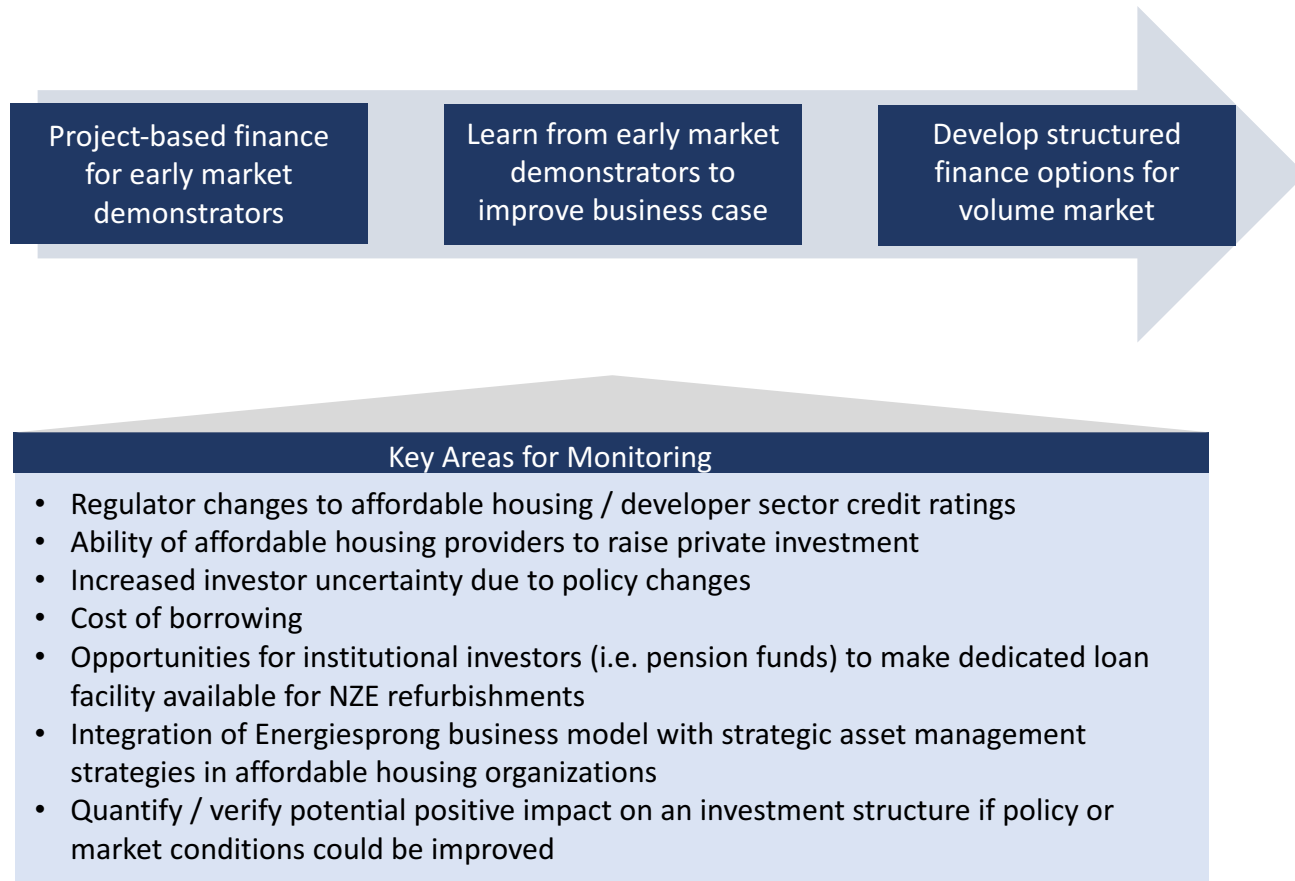 Project-based finance
for early market
demonstrators
Learn from early market
demonstrators to
improve business case
Develop structured
finance options for
volume market
Key Areas for Monitoring
• Regulator changes to affordable housing / developer sector credit ratings
• Ability of affordable housing providers to raise private investment
• Increased investor uncertainty due to policy changes
• Cost of borrowing
• Opportunities for institutional investors (i.e. pension funds) to make dedicated loan
facility available for NZE refurbishments
• Integration of Energiesprong business model with strategic asset management
strategies in affordable housing organizations
• Quantify / verify potential positive impact on an investment structure if policy or
market conditions could be improved